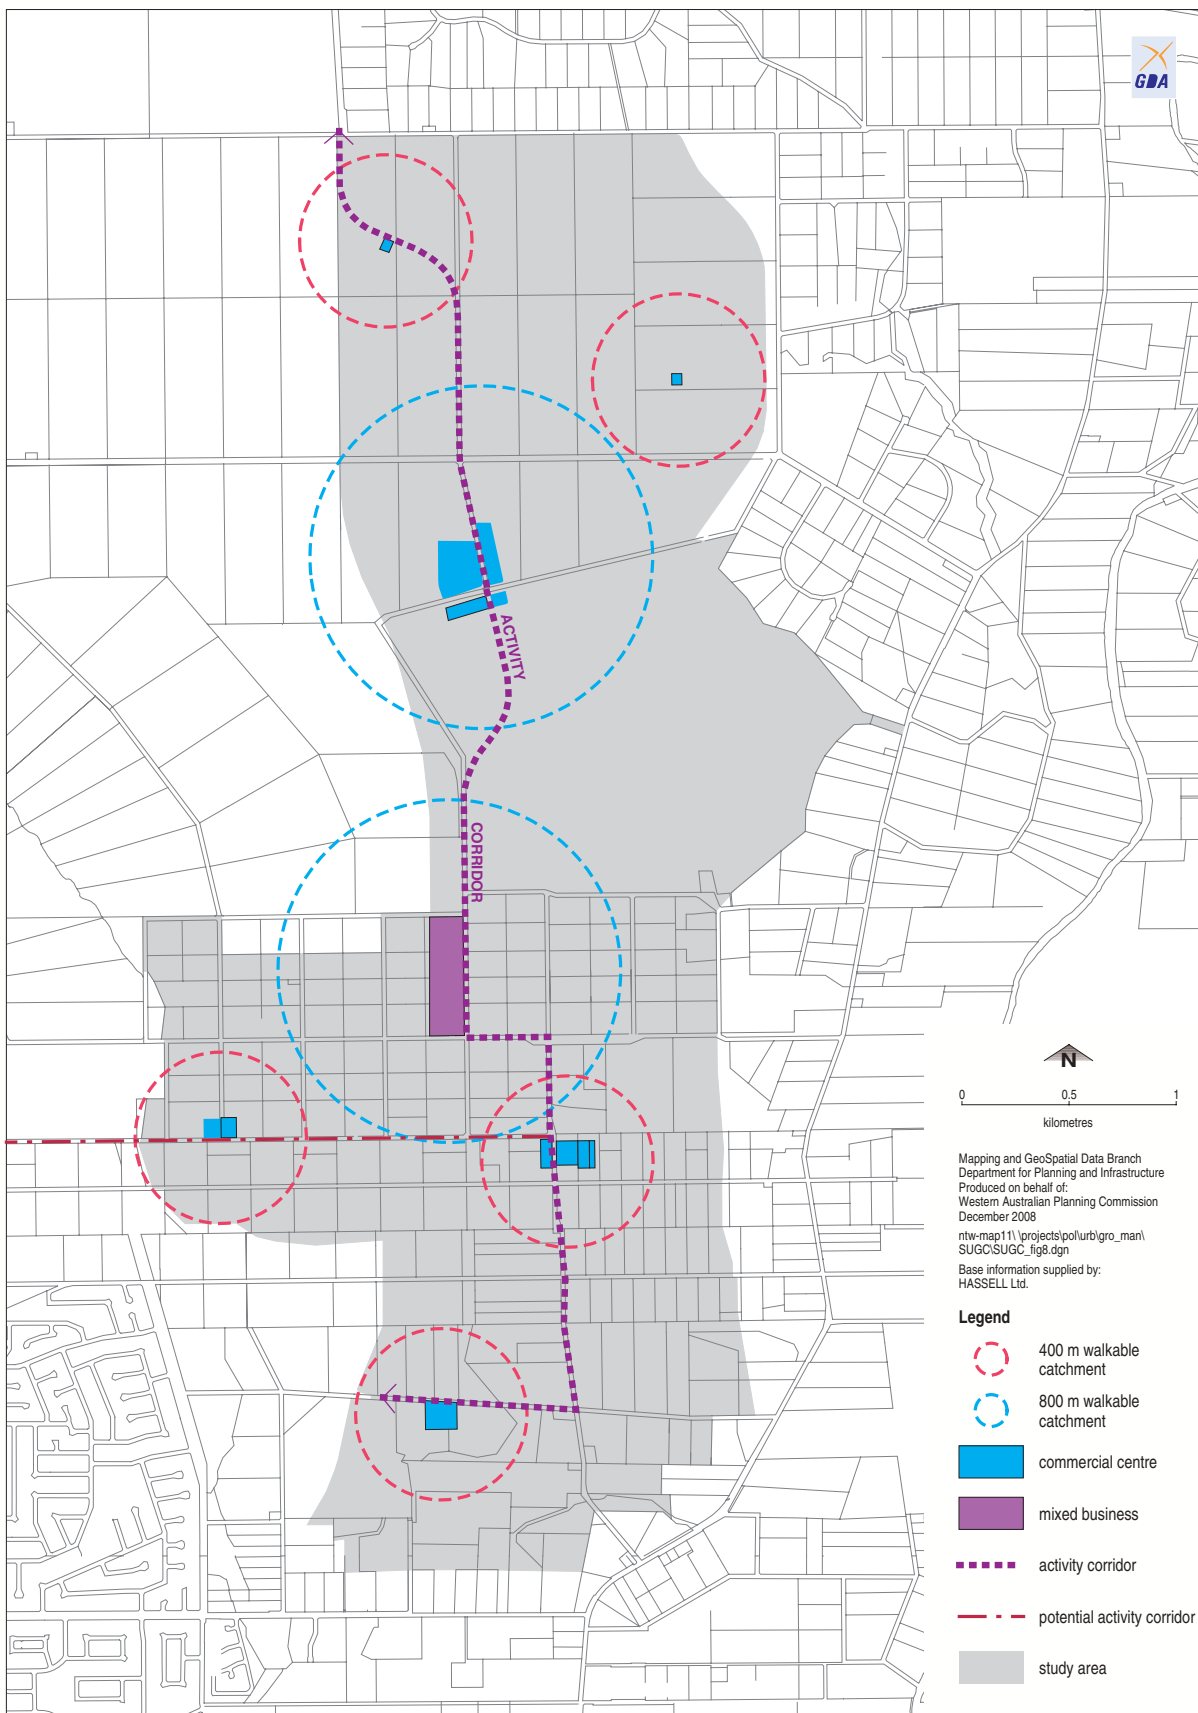 GDA
ACTIVITY
CORRIDOR
N
0 0.5 1
kilometres
Mapping and GeoSpatial Data Branch
Department for Planning and Infrastructure
Produced on behalf of:
Western Australian Planning Commission
December 2008
ntw-map11\ \projects\pol\urb\gro_man\
SUGC\SUGC_fig8.dgn
Base information supplied by:
HASSELL Ltd.
Legend
400 m walkable
catchment
800 m walkable
catchment
commercial centre
mixed business
activity corridor
potential activity corridor
study area